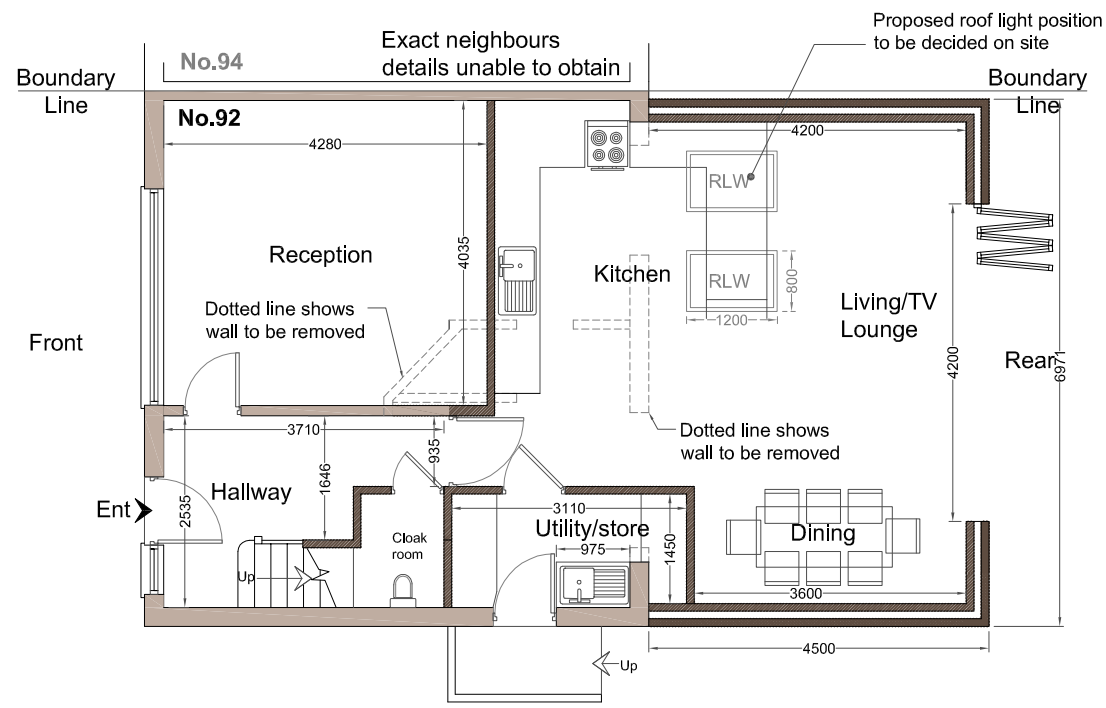 Proposed roof light position
to be decided on site
Exact neighbours
details unable to obtain
No.94
Boundary
Line
Boundary
Line
No.92
4280
4200
RLW
4035
Reception
Kitchen
RLW
800
1200
Living/TV
Lounge
Dotted line shows
wall to be removed
Front
4200
Rear
6971
3710
935
Dotted line shows
wall to be removed
1646
2535
Hallway
Ent
3110
Utility/store
975
1450
Dining
Cloak
room
Up
3600
4500
Up